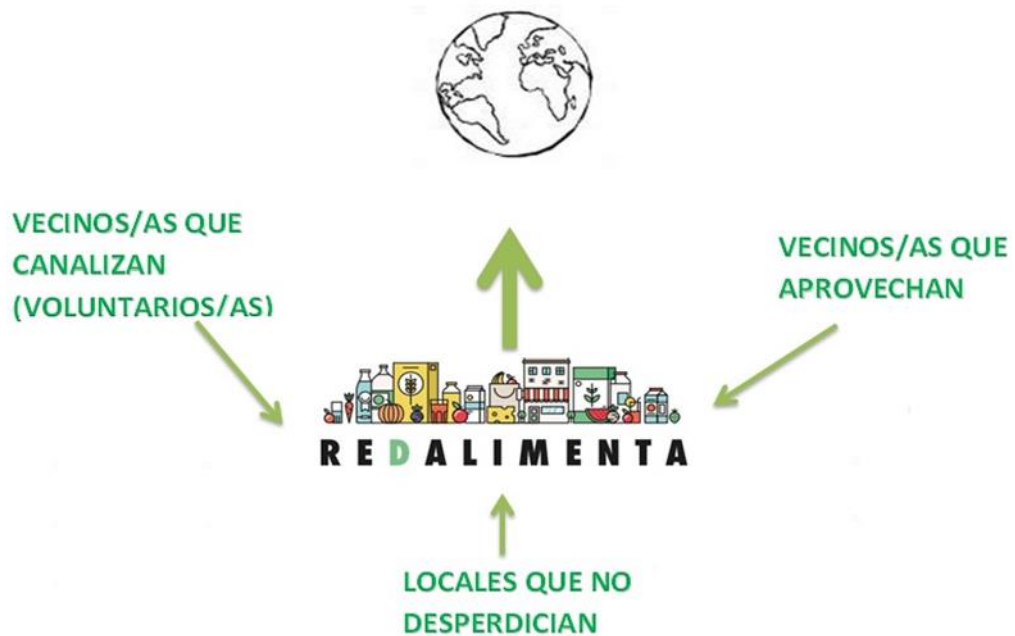 VECINOS/AS QUE
CANALIZAN
(VOLUNTARIOS/AS)
VECINOS/AS QUE
APROVECHAN
REDALIMENTA
LOCALES QUE NO
DESPERDICIAN